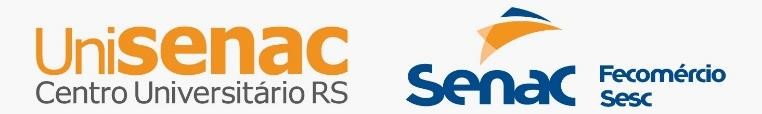 UniSenac
Centro Universitário RS
Senac
Fecomércio
Sesc